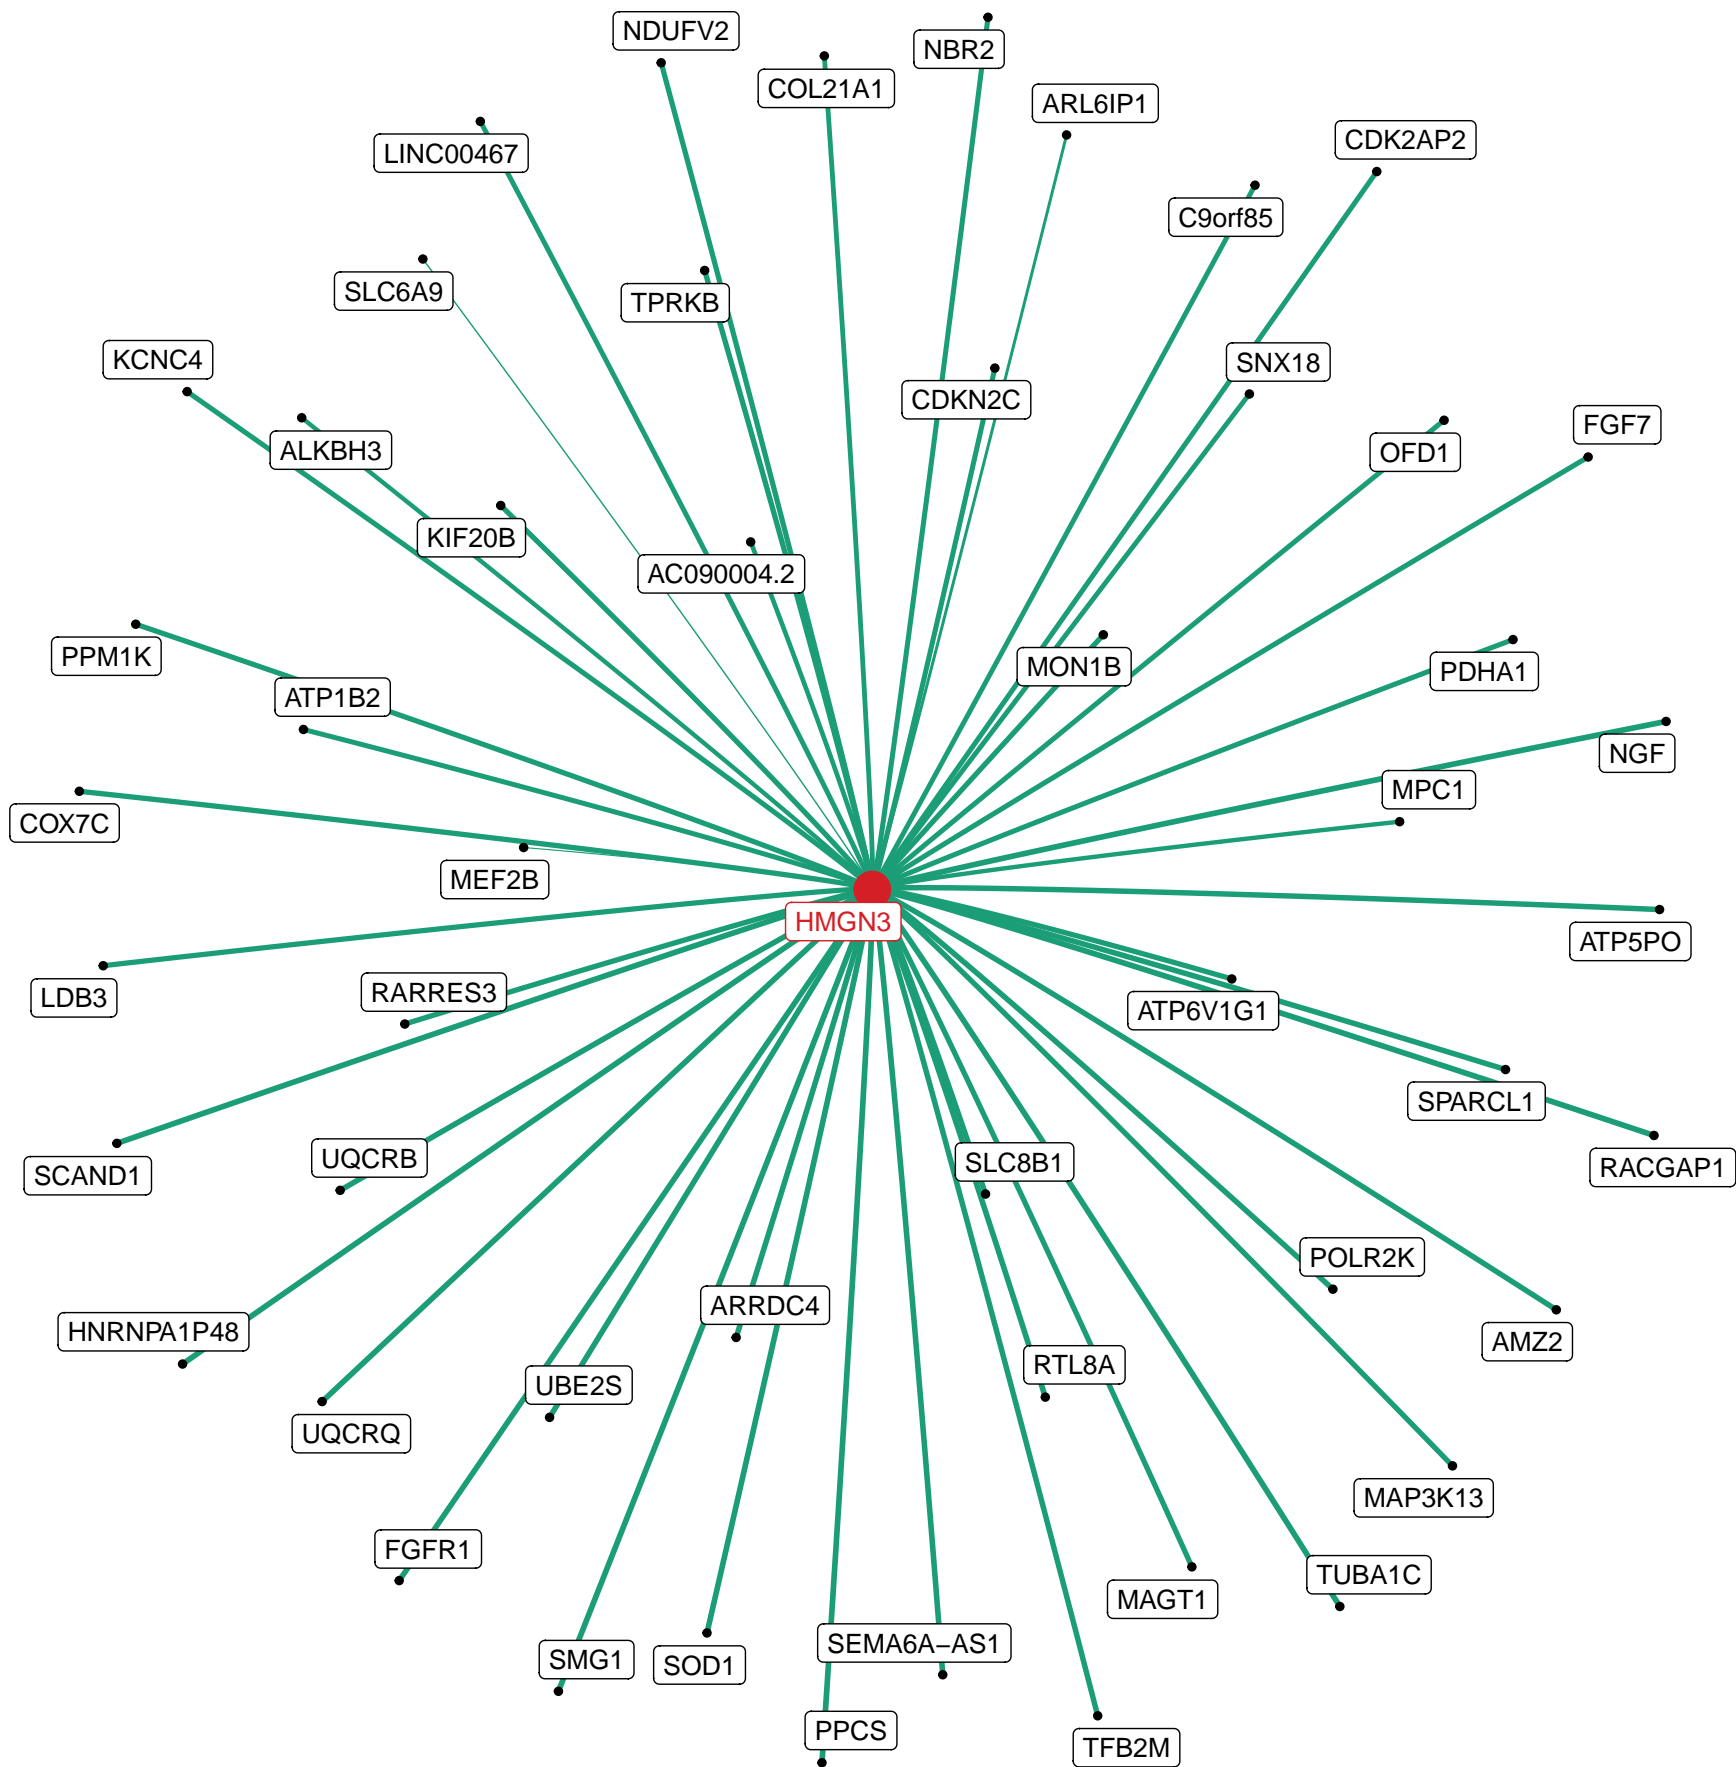 NDUFV2
NBR2
COL21A1
ARL6IP1
CDK2AP2
LINC00467
C9orf85
SLC6A9
TPRKB
KCNC4
SNX18
CDKN2C
FGF7
ALKBH3
OFD1
KIF20B
AC090004.2
PPM1K
MON1B
PDHA1
ATP1B2
NGF
MPC1
COX7C
MEF2B
HMGN3
ATP5PO
RARRES3
LDB3
ATP6V1G1
SPARCL1
UQCRB
SLC8B1
RACGAP1
SCAND1
POLR2K
ARRDC4
HNRNPA1P48
AMZ2
RTL8A
UBE2S
UQCRQ
MAP3K13
FGFR1
TUBA1C
MAGT1
SEMA6A−AS1
SMG1
SOD1
PPCS
TFB2M